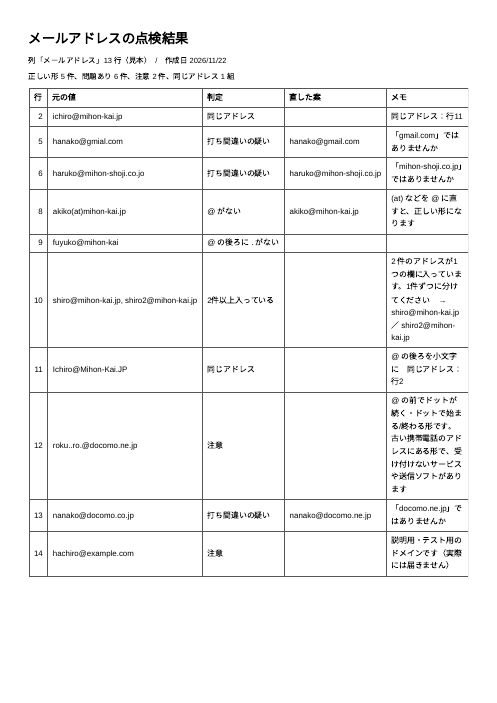 メールアドレスの点検結果
列「メールアドレス」13 行（見本） / 作成日 2026/11/22
正しい形 5 件、問題あり 6 件、注意 2 件、同じアドレス 1 組
行 元の値 判定 直した案 メモ
2 ichiro@mihon-kai.jp 同じアドレス 同じアドレス：行11
5 hanako@gmial.com 打ち間違いの疑い hanako@gmail.com 「gmail.com」では
ありませんか
6 haruko@mihon-shoji.co.jo 打ち間違いの疑い haruko@mihon-shoji.co.jp 「mihon-shoji.co.jp」
ではありませんか
8 akiko(at)mihon-kai.jp @ がない akiko@mihon-kai.jp (at) などを @ に直
すと、正しい形にな
ります
9 fuyuko@mihon-kai @ の後ろに . がない
10 shiro@mihon-kai.jp, shiro2@mihon-kai.jp 2件以上入っている 2 件のアドレスが1
つの欄に入っていま
す。1件ずつに分け
てください →
shiro@mihon-kai.jp
／ shiro2@mihon-
kai.jp
11 Ichiro@Mihon-Kai.JP 同じアドレス @ の後ろを小文字
に 同じアドレス：
行2
12 roku..ro.@docomo.ne.jp 注意 @ の前でドットが
続く・ドットで始ま
る/終わる形です。
古い携帯電話のアド
レスにある形で、受
け付けないサービス
や送信ソフトがあり
ます
13 nanako@docomo.co.jp 打ち間違いの疑い nanako@docomo.ne.jp 「docomo.ne.jp」で
はありませんか
14 hachiro@example.com 注意 説明用・テスト用の
ドメインです（実際
には届きません）